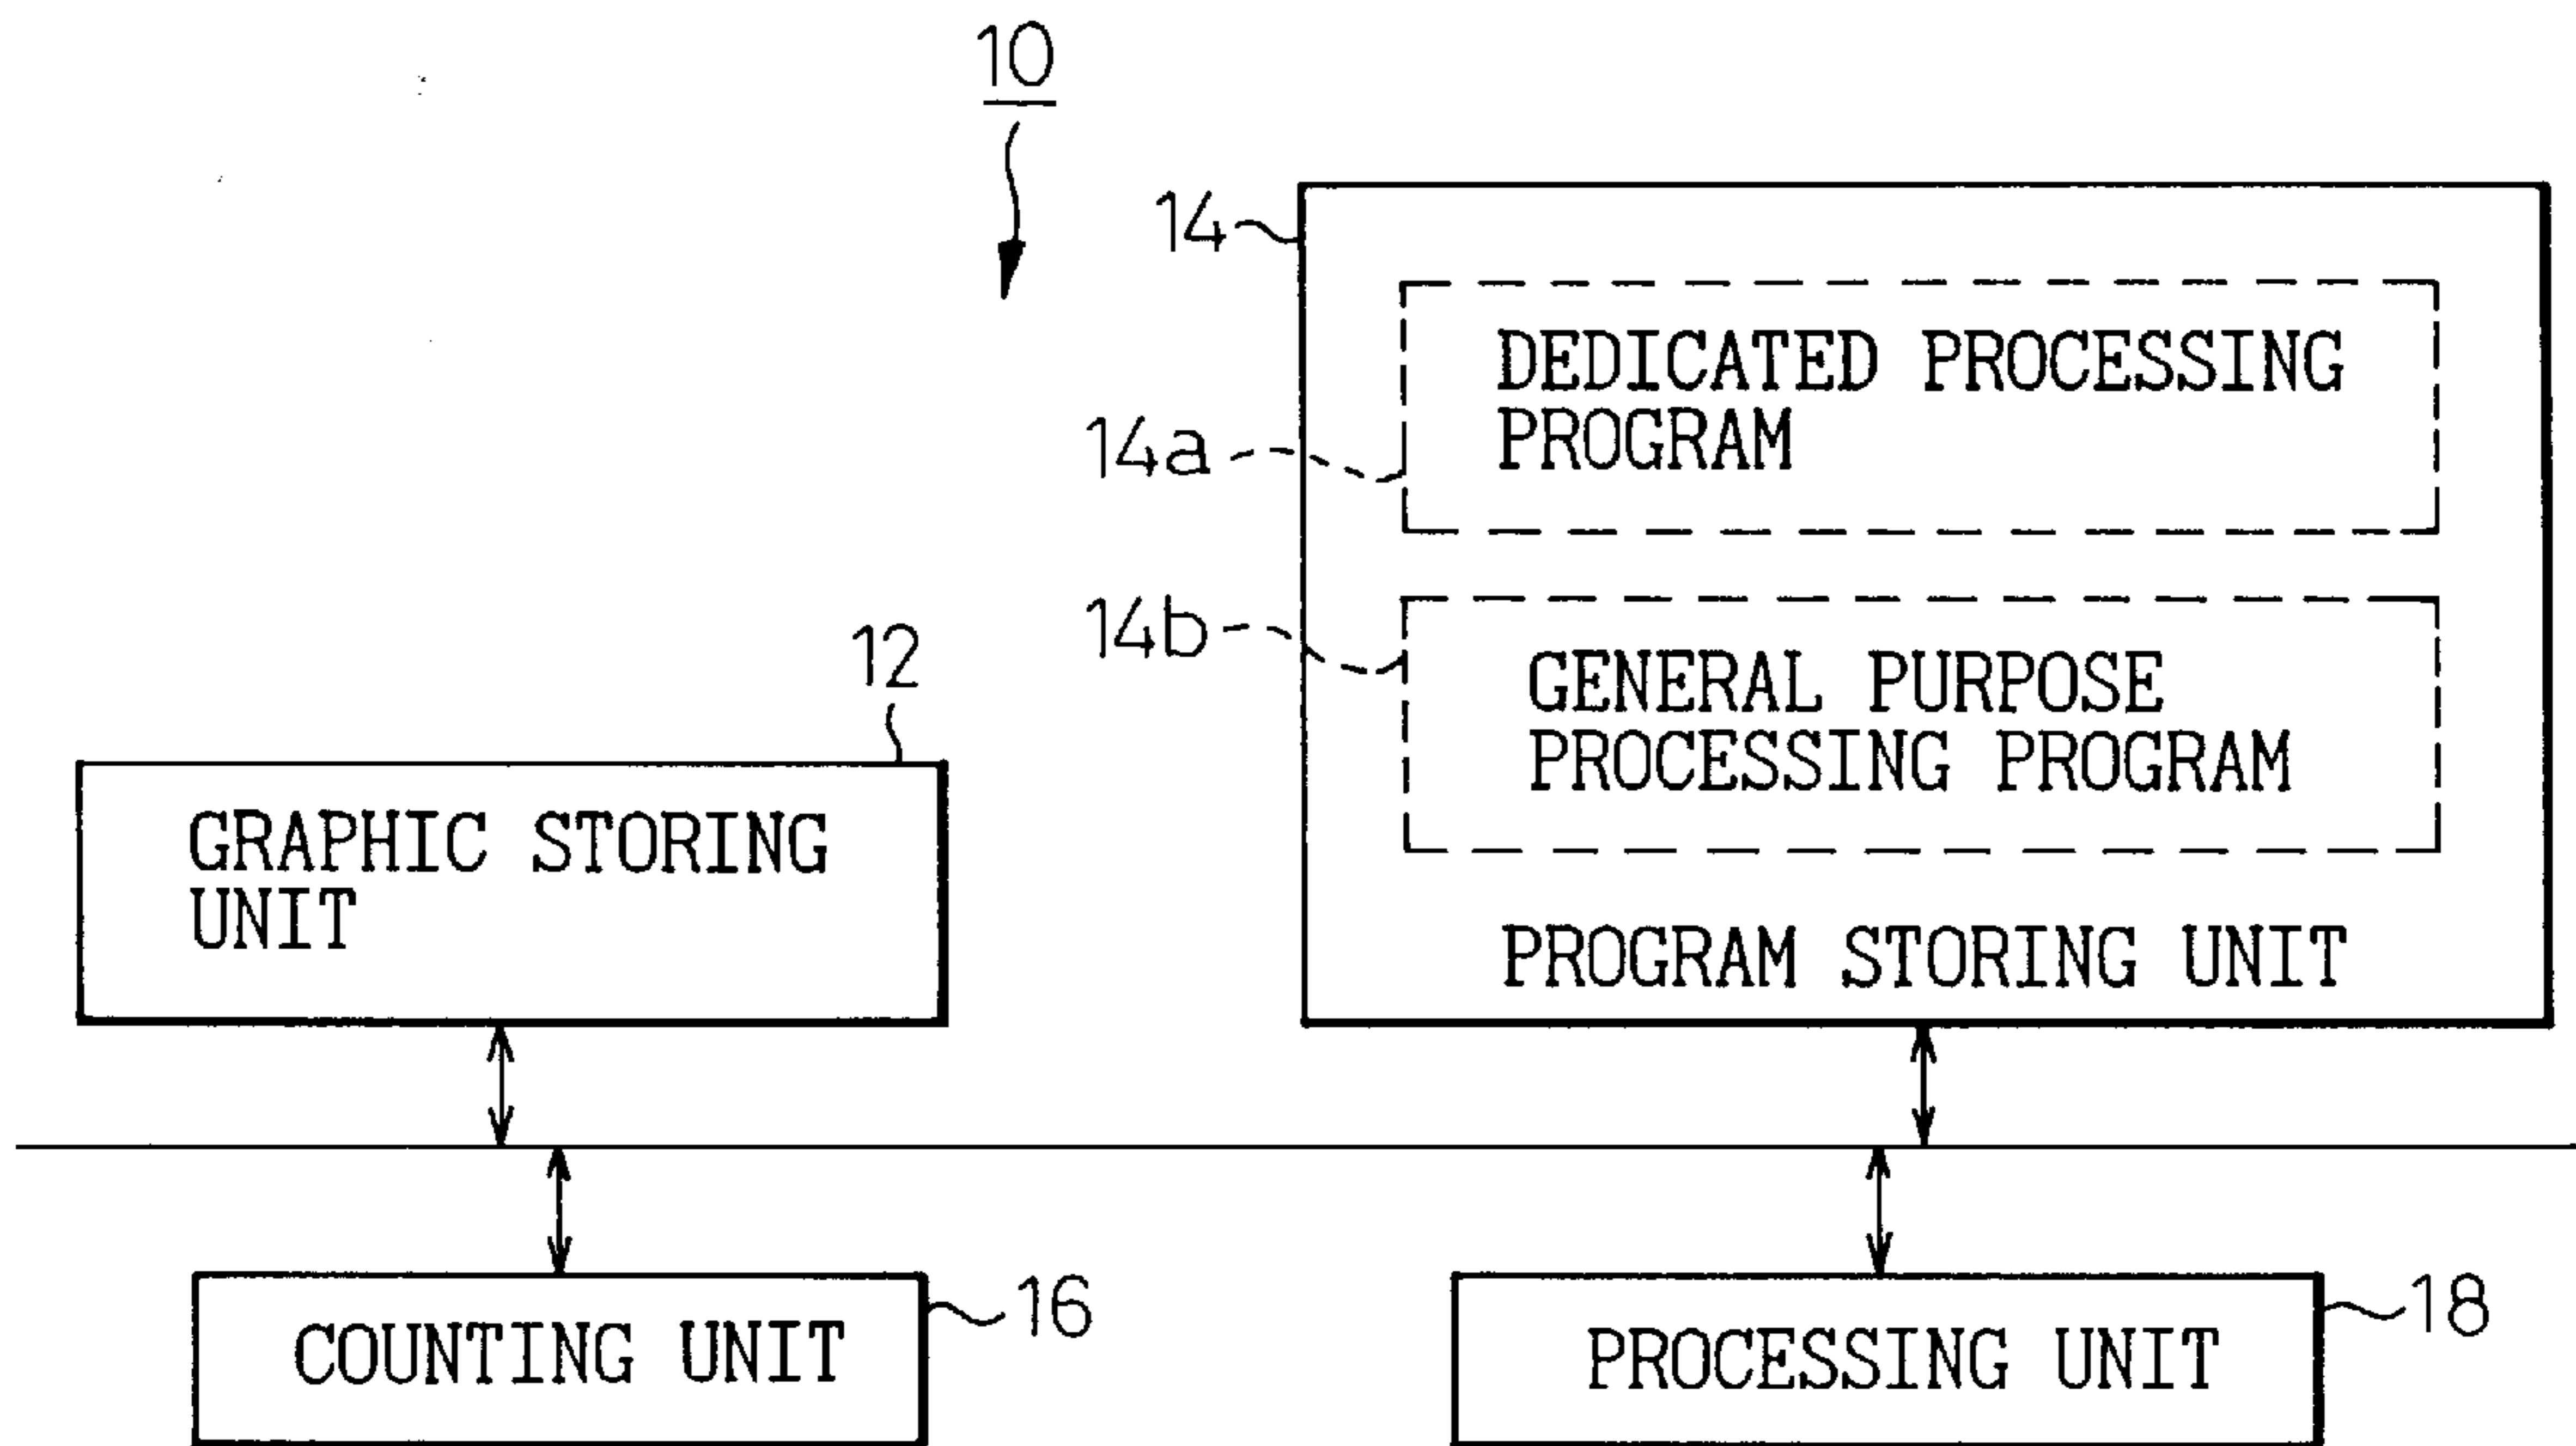 10
14
DEDICATED PROCESSING
PROGRAM
14a
14b
GENERAL PURPOSE
PROCESSING PROGRAM
12
GRAPHIC STORING
UNIT
PROGRAM STORING UNIT
COUNTING UNIT
16
PROCESSING UNIT
18